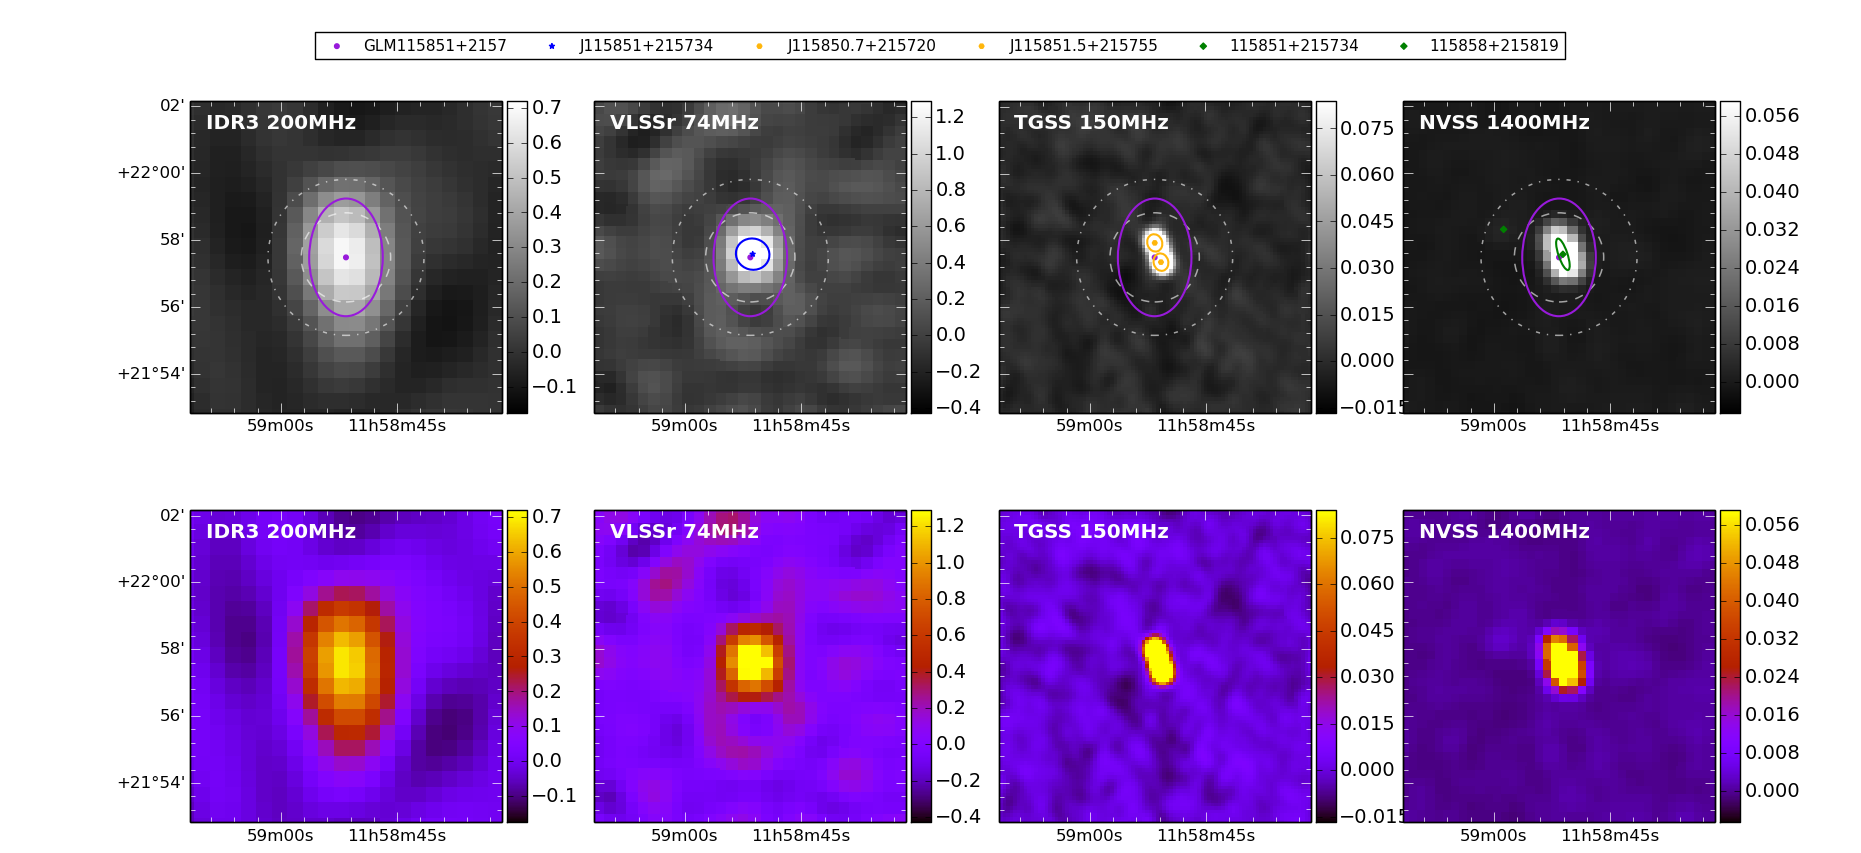 GLM115851+2157 J115851+215734 J115850.7+215720 J115851.5+215755 115851+215734 115858+215819
IDR3 200MHz VLSSr 74MHz TGSS 150MHz NVSS 1400MHz
02' 0.7 1.2 0.075 0.056
+22°00' 0.6 1.0 0.060 0.048
58' 0.5 0.8 0.045 0.040
56' 0.4 0.6 0.030 0.032
+21°54' 0.3 0.4 0.015 0.024
0.2 0.2 0.000 0.016
0.1 0.0 −0.015 0.008
0.0 −0.2 0.000
−0.1 −0.4
59m00s 11h58m45s 59m00s 11h58m45s 59m00s 11h58m45s 59m00s 11h58m45s
IDR3 200MHz VLSSr 74MHz TGSS 150MHz NVSS 1400MHz
02' 0.7 1.2 0.075 0.056
+22°00' 0.6 1.0 0.060 0.048
58' 0.5 0.8 0.045 0.040
56' 0.4 0.6 0.030 0.032
+21°54' 0.3 0.4 0.015 0.024
0.2 0.2 0.000 0.016
0.1 0.0 −0.015 0.008
0.0 −0.2 0.000
−0.1 −0.4
59m00s 11h58m45s 59m00s 11h58m45s 59m00s 11h58m45s 59m00s 11h58m45s